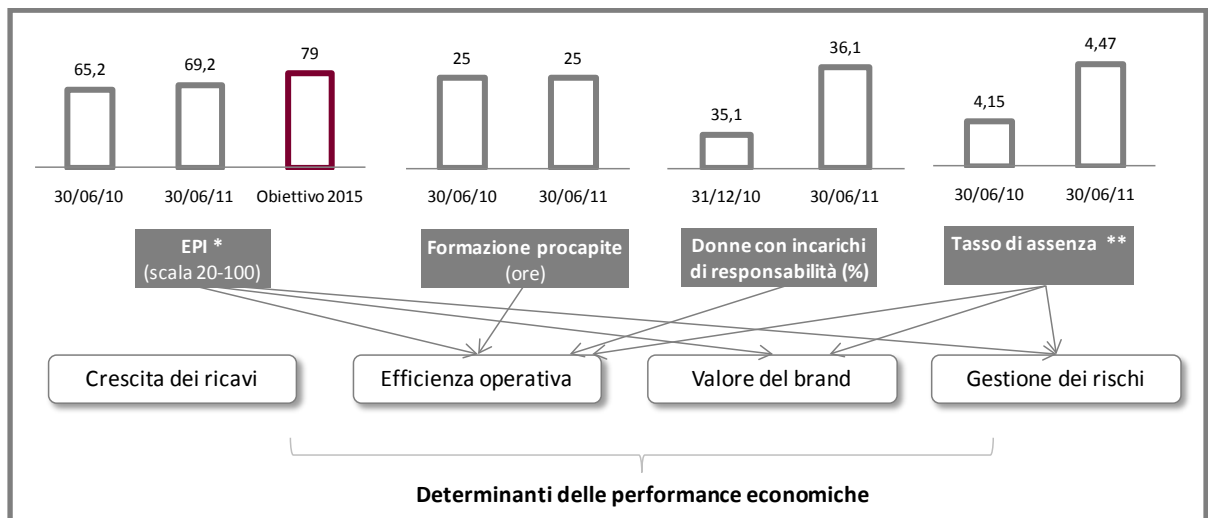 65,2
69,2
79
30/06/10
30/06/11
Obiettivo 2015
25
25
30/06/10
30/06/11
35,1
36,1
31/12/10
30/06/11
4,15
4,47
30/06/10
30/06/11
EPI *
(scala 20-100)
Formazione procapite
(ore)
Donne con incarichi
di responsabilità (%)
Tasso di assenza **
Crescita dei ricavi
Efficienza operativa
Valore del brand
Gestione dei rischi
Determinanti delle performance economiche